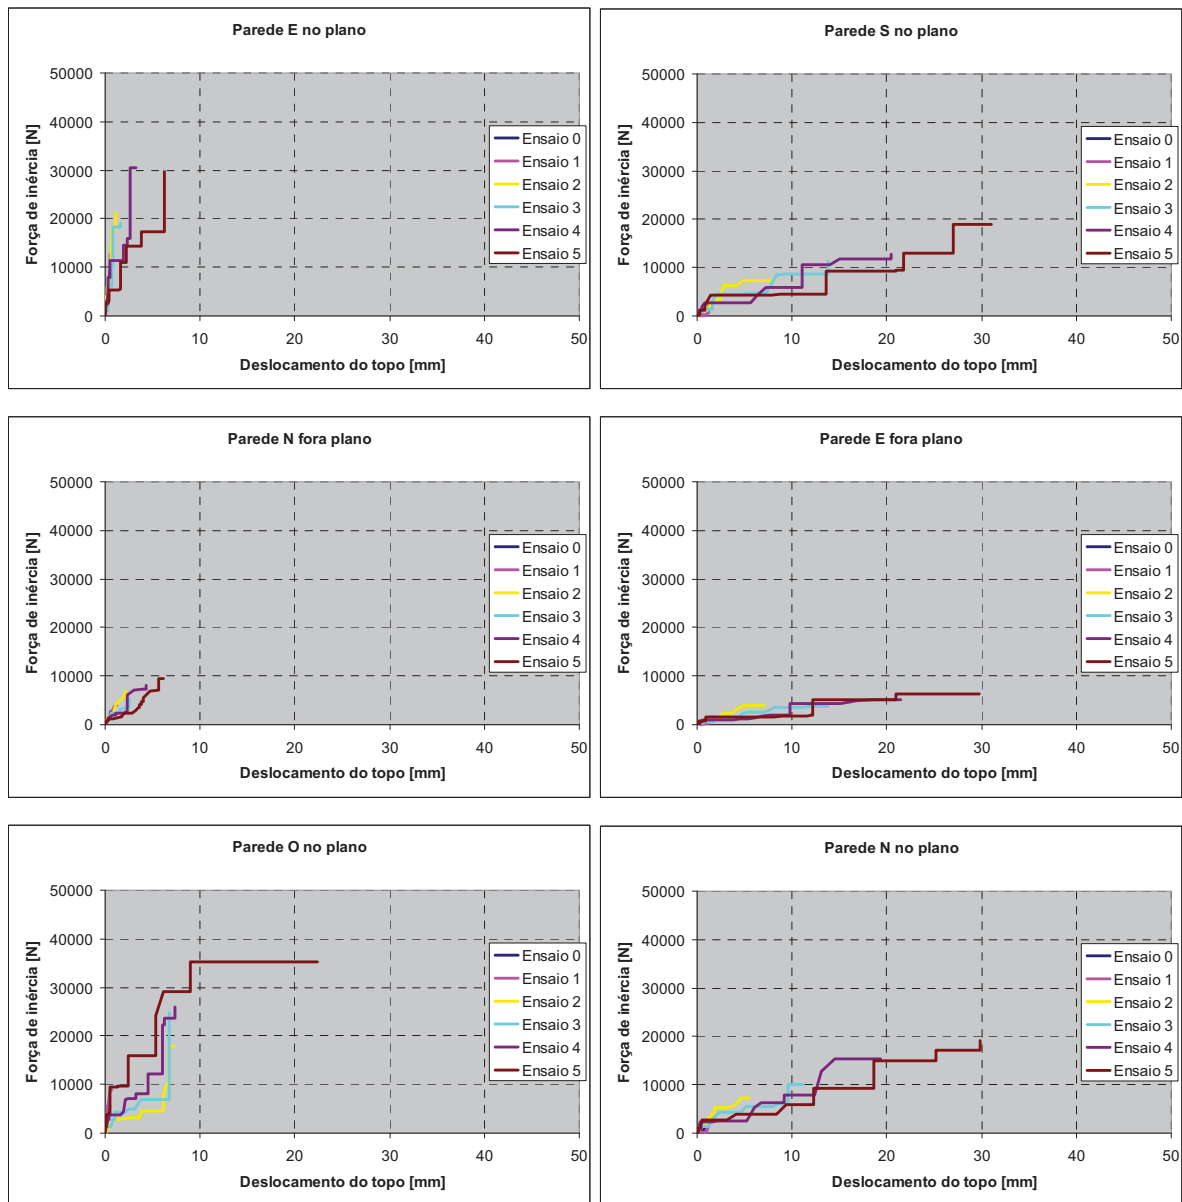 Parede E no plano
Força de inércia [N]
50000
40000
30000
20000
10000
0
0 10 20 30 40 50
Deslocamento do topo [mm]
Ensaio 0
Ensaio 1
Ensaio 2
Ensaio 3
Ensaio 4
Ensaio 5
Parede S no plano
Força de inércia [N]
50000
40000
30000
20000
10000
0
0 10 20 30 40 50
Deslocamento do topo [mm]
Ensaio 0
Ensaio 1
Ensaio 2
Ensaio 3
Ensaio 4
Ensaio 5
Parede N fora plano
Força de inércia [N]
50000
40000
30000
20000
10000
0
0 10 20 30 40 50
Deslocamento do topo [mm]
Ensaio 0
Ensaio 1
Ensaio 2
Ensaio 3
Ensaio 4
Ensaio 5
Parede E fora plano
Força de inércia [N]
50000
40000
30000
20000
10000
0
0 10 20 30 40 50
Deslocamento do topo [mm]
Ensaio 0
Ensaio 1
Ensaio 2
Ensaio 3
Ensaio 4
Ensaio 5
Parede O no plano
Força de inércia [N]
50000
40000
30000
20000
10000
0
0 10 20 30 40 50
Deslocamento do topo [mm]
Ensaio 0
Ensaio 1
Ensaio 2
Ensaio 3
Ensaio 4
Ensaio 5
Parede N no plano
Força de inércia [N]
50000
40000
30000
20000
10000
0
0 10 20 30 40 50
Deslocamento do topo [mm]
Ensaio 0
Ensaio 1
Ensaio 2
Ensaio 3
Ensaio 4
Ensaio 5